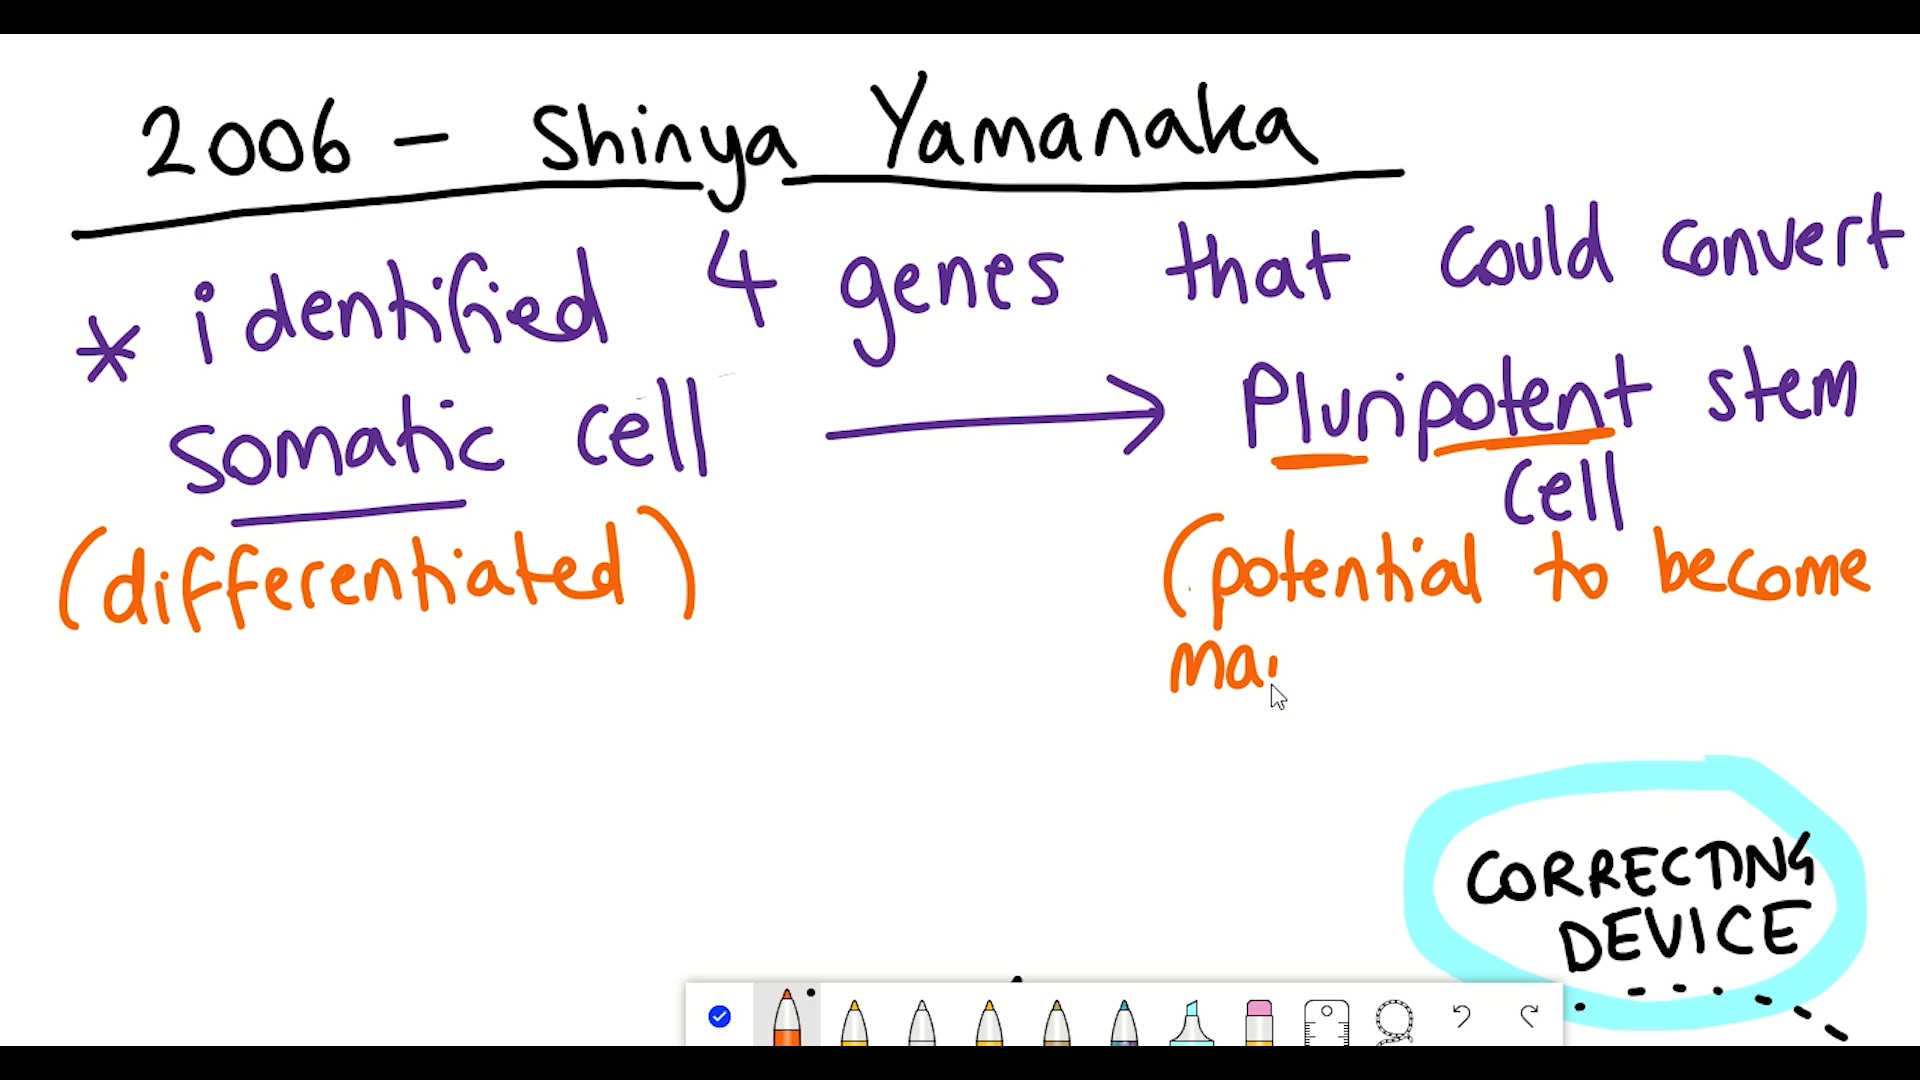 2006 - Shinya Yamanaka
* identified 4 genes that could convert
somatic cell → Pluripotent stem
cell
(differentiated)
(potential to become
ma
CORRECTING
DEVICE